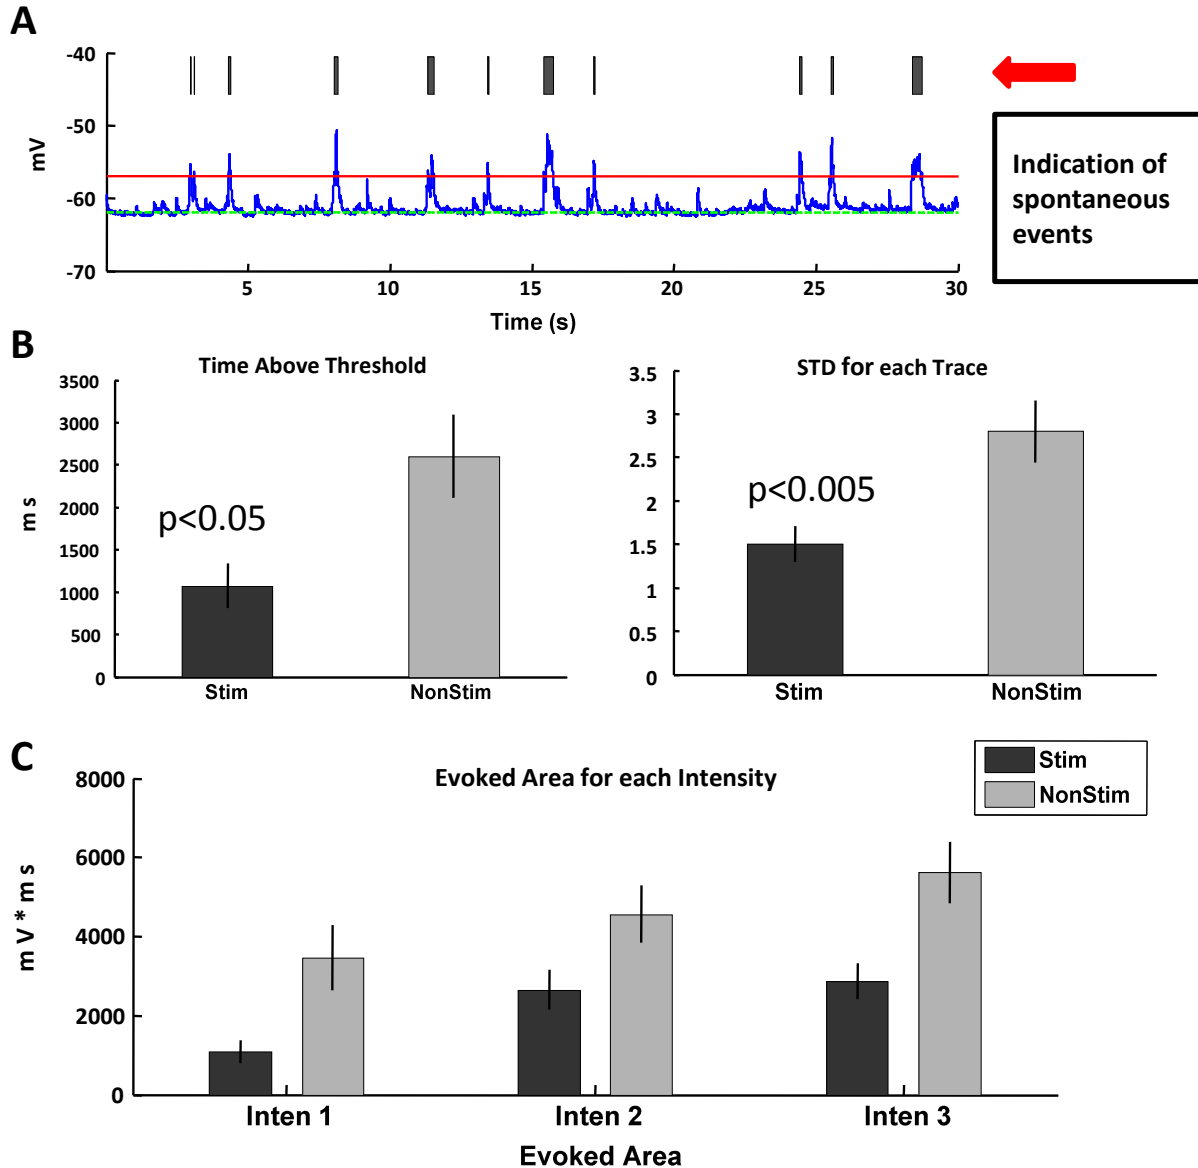 A
-40
-50
-60
-70
mV
5 10 15 20 25 30
Time (s)
Indication of
spontaneous
events
B
Time Above Threshold
3500
3000
2500
2000
1500
1000
500
0
m s
p<0.05
Stim NonStim
STD for each Trace
3.5
3
2.5
2
1.5
1
0.5
0
p<0.005
Stim NonStim
C
Evoked Area for each Intensity
Stim
NonStim
8000
6000
4000
2000
0
m V * m s
Inten 1 Inten 2 Inten 3
Evoked Area